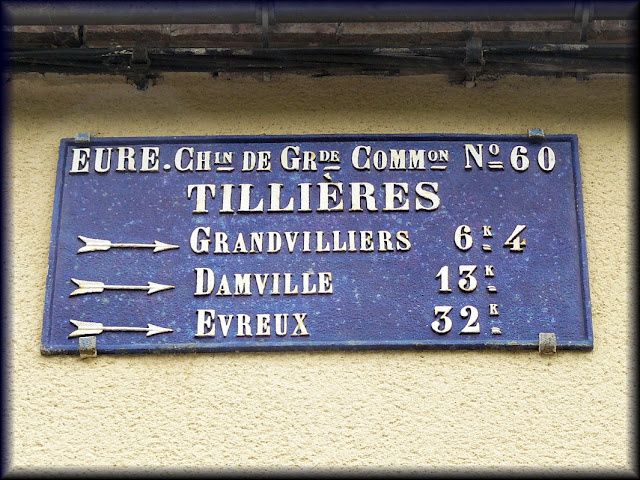 EURE. Chin DE GRde COMMon No 60
TILLIÈRES
GRANDVILLIERS 6K4
DAMVILLE 13K
EVREUX 32K